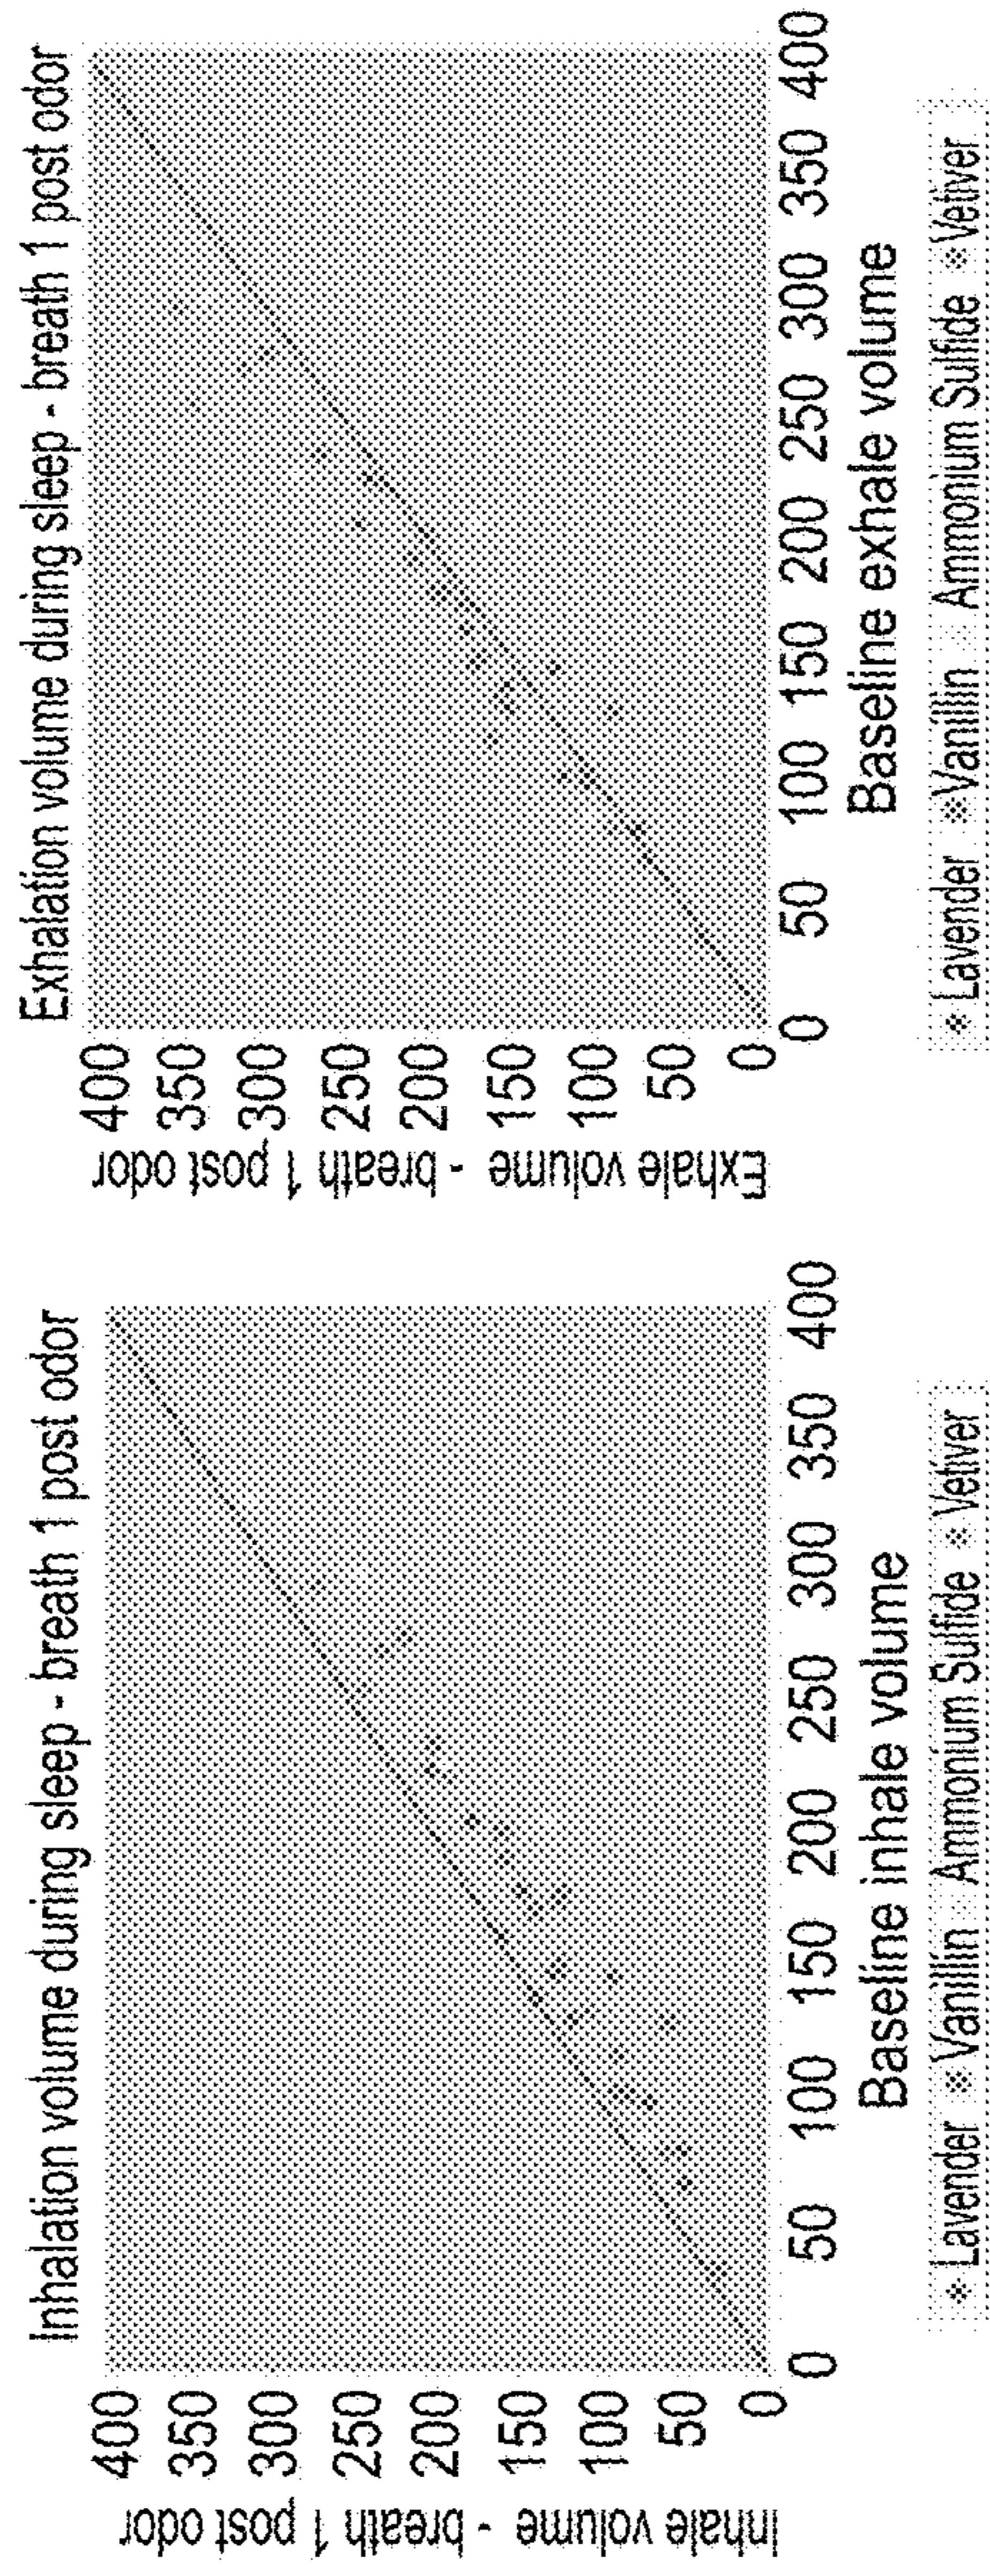 Inhalation volume during sleep - breath 1 post odor
inhale volume - breath 1 post odor
400
350
300
250
200
150
100
50
0
0 50 100 150 200 250 300 350 400
Baseline inhale volume
Lavender Vanillin Ammonium Sulfide Vetiver
Exhalation volume during sleep - breath 1 post odor
Exhale volume - breath 1 post odor
400
350
300
250
200
150
100
50
0
0 50 100 150 200 250 300 350 400
Baseline exhale volume
Lavender Vanillin Ammonium Sulfide Vetiver